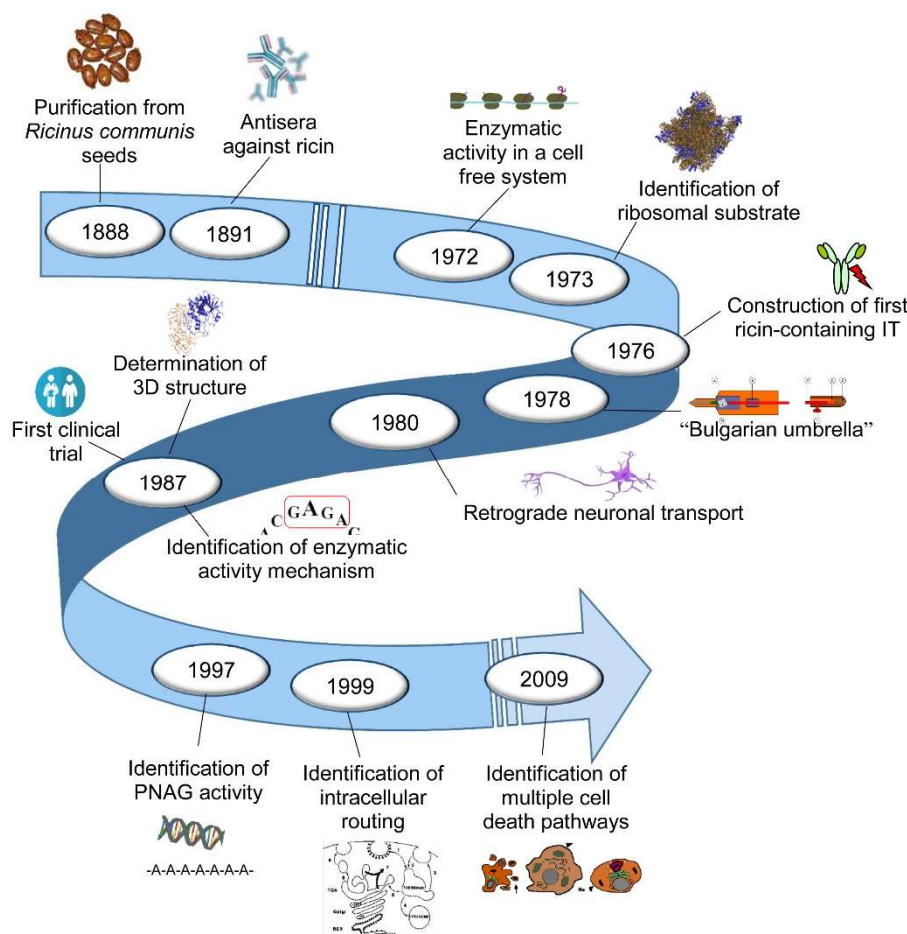 Purification from
Ricinus communis
seeds
Antisera
against ricin
Enzymatic
activity in a cell
free system
Identification of
ribosomal substrate
1888
1891
1972
1973
Construction of first
ricin-containing IT
1976
Determination of
3D structure
First clinical
trial
1978
"Bulgarian umbrella"
1980
Retrograde neuronal transport
1987
A C G A G A C
Identification of enzymatic
activity mechanism
1997
1999
2009
Identification of
PNAG activity
-A-A-A-A-A-A-A-
Identification of
intracellular
routing
TGN
Golgi
RER
Identification of
multiple cell
death pathways